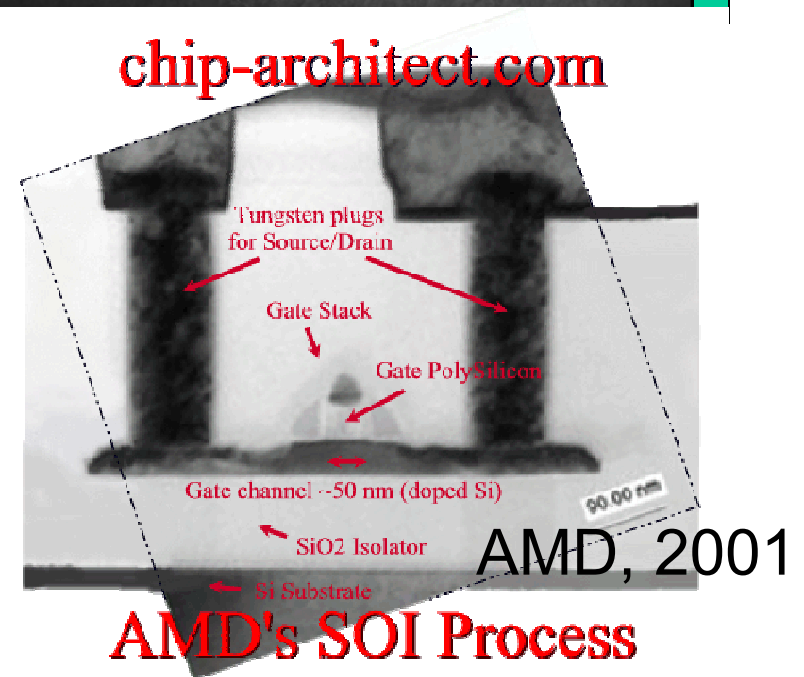 chip-architect.com
Tungsten plugs
for Source/Drain
Gate Stack
Gate PolySilicon
Gate channel ~50 nm (doped Si)
90.00 nm
SiO2 Isolator
AMD, 2001
Si Substrate
AMD's SOI Process